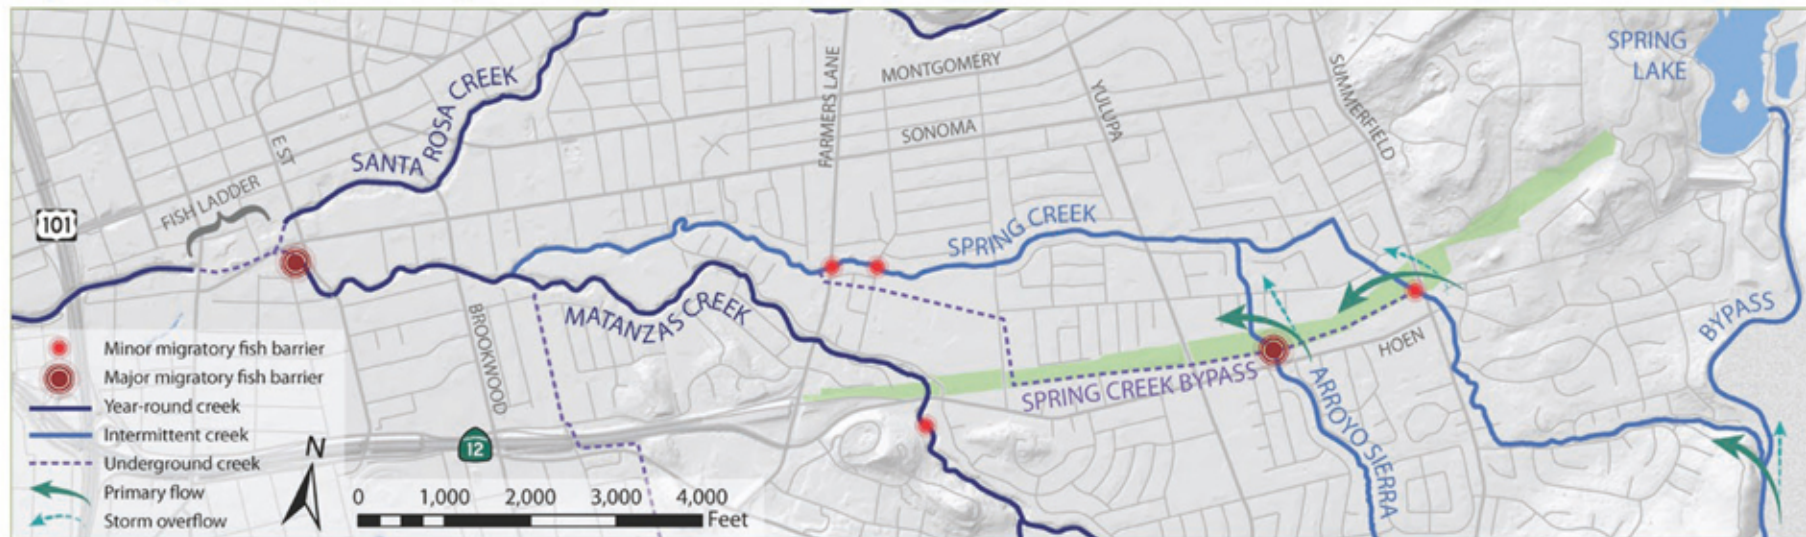 SPRING
LAKE
MONTGOMERY
SANTA ROSA CREEK
FARMERS LANE
SUMMERFIELD
YULUPA
SONOMA
E ST
FISH LADDER
101
SPRING CREEK
BYPASS
MATANZAS CREEK
BROOKWOOD
HOEN
SPRING CREEK BYPASS
ARROYO SIERRA
Minor migratory fish barrier
Major migratory fish barrier
Year-round creek
Intermittent creek
Underground creek
Primary flow
Storm overflow
N
12
0 1,000 2,000 3,000 4,000
Feet